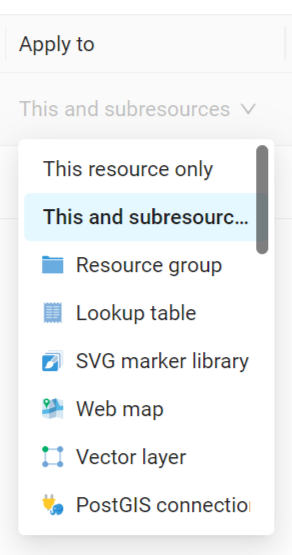 Apply to
This and subresources
This resource only
This and subresourc...
Resource group
Lookup table
SVG marker library
Web map
Vector layer
PostGIS connectio